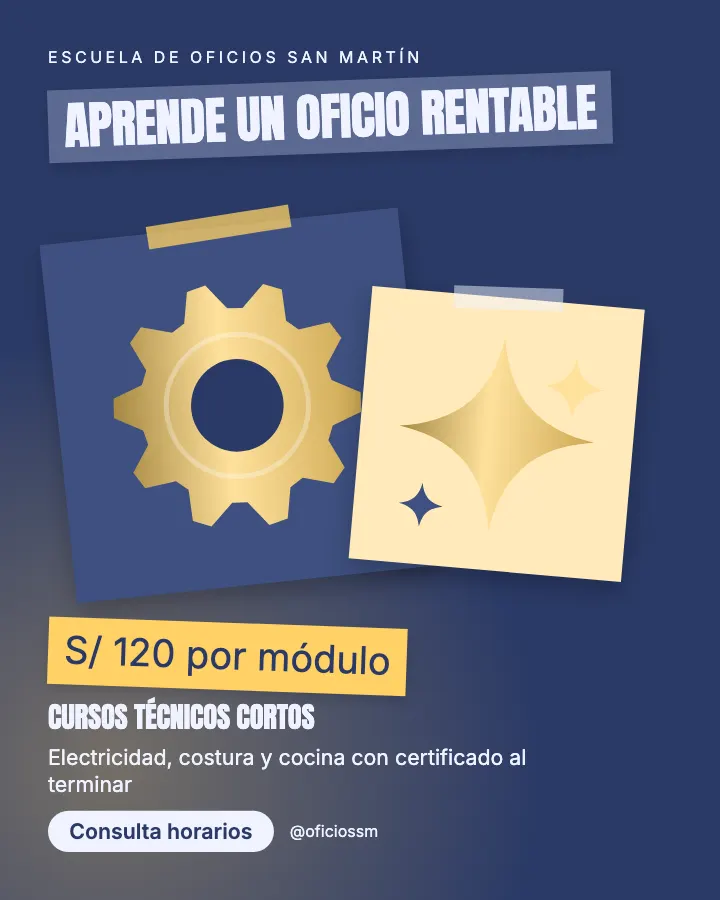 ESCUELA DE OFICIOS SAN MARTÍN
APRENDE UN OFICIO RENTABLE
S/ 120 por módulo
CURSOS TÉCNICOS CORTOS
Electricidad, costura y cocina con certificado al
terminar
Consulta horarios
@oficiossm